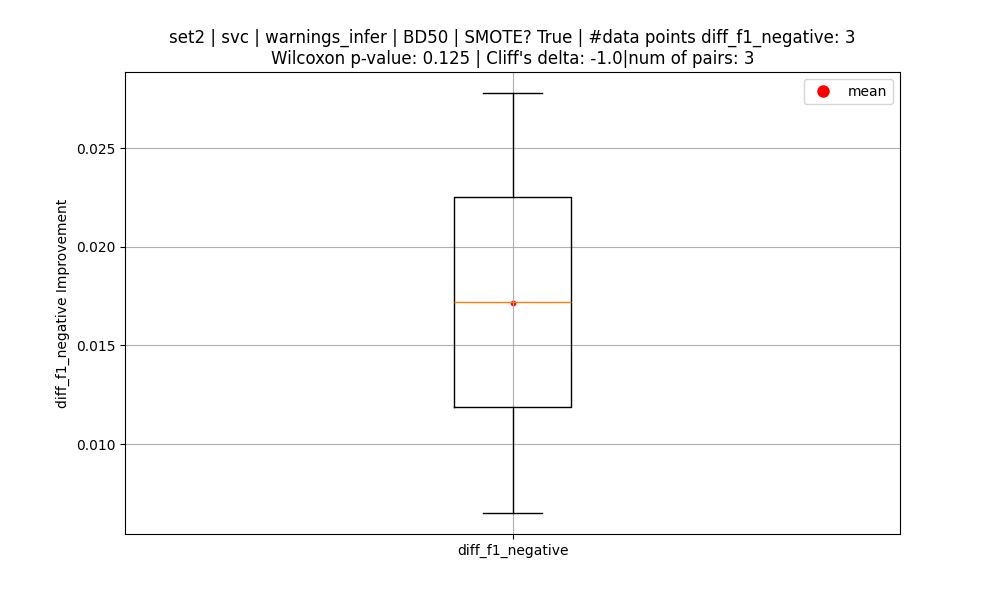 set2 | svc | warnings_infer | BD50 | SMOTE? True | #data points diff_f1_negative: 3
Wilcoxon p-value: 0.125 | Cliff's delta: -1.0|num of pairs: 3
mean
diff_f1_negative Improvement
0.025
0.020
0.015
0.010
diff_f1_negative